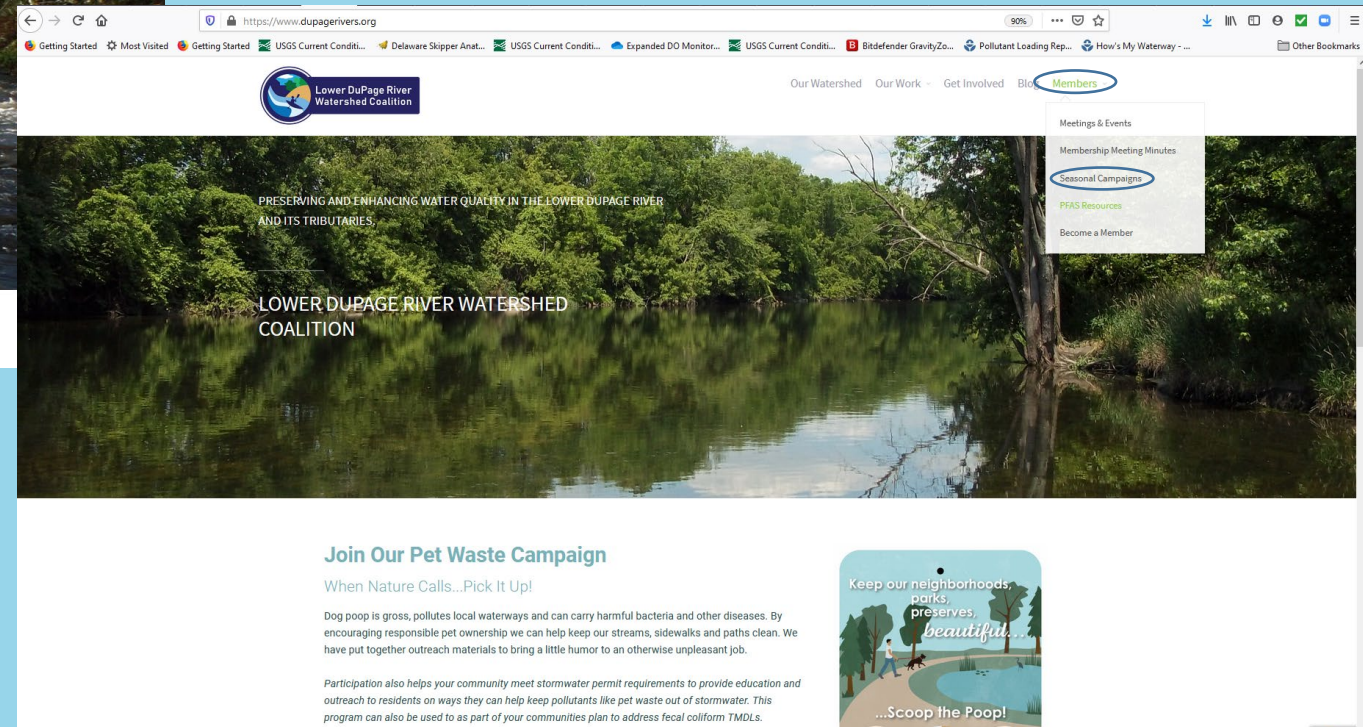 https://www.dupagerivers.org
90%
Getting Started
Most Visited
Getting Started
USGS Current Conditi...
Delaware Skipper Anat...
USGS Current Conditi...
Expanded DO Monitor...
USGS Current Conditi...
Bitdefender GravityZo...
Pollutant Loading Rep...
How's My Waterway - ...
Other Bookmarks
Lower DuPage River
Watershed Coalition
Our Watershed
Our Work
Get Involved
Blog
Members
Meetings & Events
Membership Meeting Minutes
Seasonal Campaigns
PFAS Resources
Become a Member
PRESERVING AND ENHANCING WATER QUALITY IN THE LOWER DUPAGE RIVER
AND ITS TRIBUTARIES,
LOWER DUPAGE RIVER WATERSHED
COALITION
Join Our Pet Waste Campaign
When Nature Calls...Pick It Up!
Dog poop is gross, pollutes local waterways and can carry harmful bacteria and other diseases. By
encouraging responsible pet ownership we can help keep our streams, sidewalks and paths clean. We
have put together outreach materials to bring a little humor to an otherwise unpleasant job.
Participation also helps your community meet stormwater permit requirements to provide education and
outreach to residents on ways they can help keep pollutants like pet waste out of stormwater. This
program can also be used to as part of your communities plan to address fecal coliform TMDLs.
Keep our neighborhoods,
parks,
preserves,
beautiful...
...Scoop the Poop!